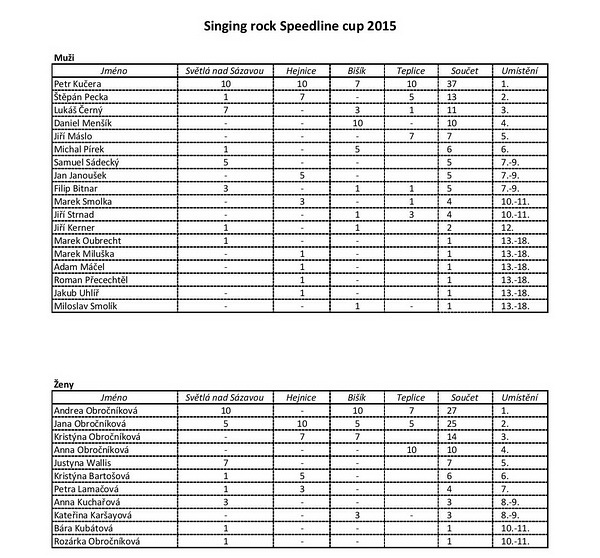 Singing rock Speedline cup 2015
Muži
Jméno Světlá nad Sázavou Hejnice Bišík Teplice Součet Umístění
Petr Kučera 10 10 7 10 37 1.
Štěpán Pecka 1 7 - 5 13 2.
Lukáš Černý 7 - 3 1 11 3.
Daniel Menšík - - 10 - 10 4.
Jiří Máslo - - - 7 7 5.
Michal Pírek 1 - 5 6 6.
Samuel Sádecký 5 - - 5 7.-9.
Jan Janoušek - 5 - 5 7.-9.
Filip Bitnar 3 - 1 1 5 7.-9.
Marek Smolka - 3 - 1 4 10.-11.
Jiří Strnad - - 1 3 4 10.-11.
Jiří Kerner 1 - 1 2 12.
Marek Oubrecht 1 - - 1 13.-18.
Marek Miluška - 1 - 1 13.-18.
Adam Máčel - 1 - 1 13.-18.
Roman Přecechtěl 1 - 1 13.-18.
Jakub Uhlíř - 1 - 1 13.-18.
Miloslav Smolík - - 1 - 1 13.-18.
Ženy
Jméno Světlá nad Sázavou Hejnice Bišík Teplice Součet Umístění
Andrea Obročníková 10 - 10 7 27 1.
Jana Obročníková 5 10 5 5 25 2.
Kristýna Obročníková - 7 7 14 3.
Anna Obročníková - - - 10 10 4.
Justyna Wallis 7 - - 7 5.
Kristýna Bartošová 1 5 - 6 6.
Petra Lamačová 1 3 - 4 7.
Anna Kuchařová 3 - - 3 8.-9.
Kateřina Karšayová - - 3 - 3 8.-9.
Bára Kubátová 1 - - 1 10.-11.
Rozárka Obročníková 1 - - 1 10.-11.